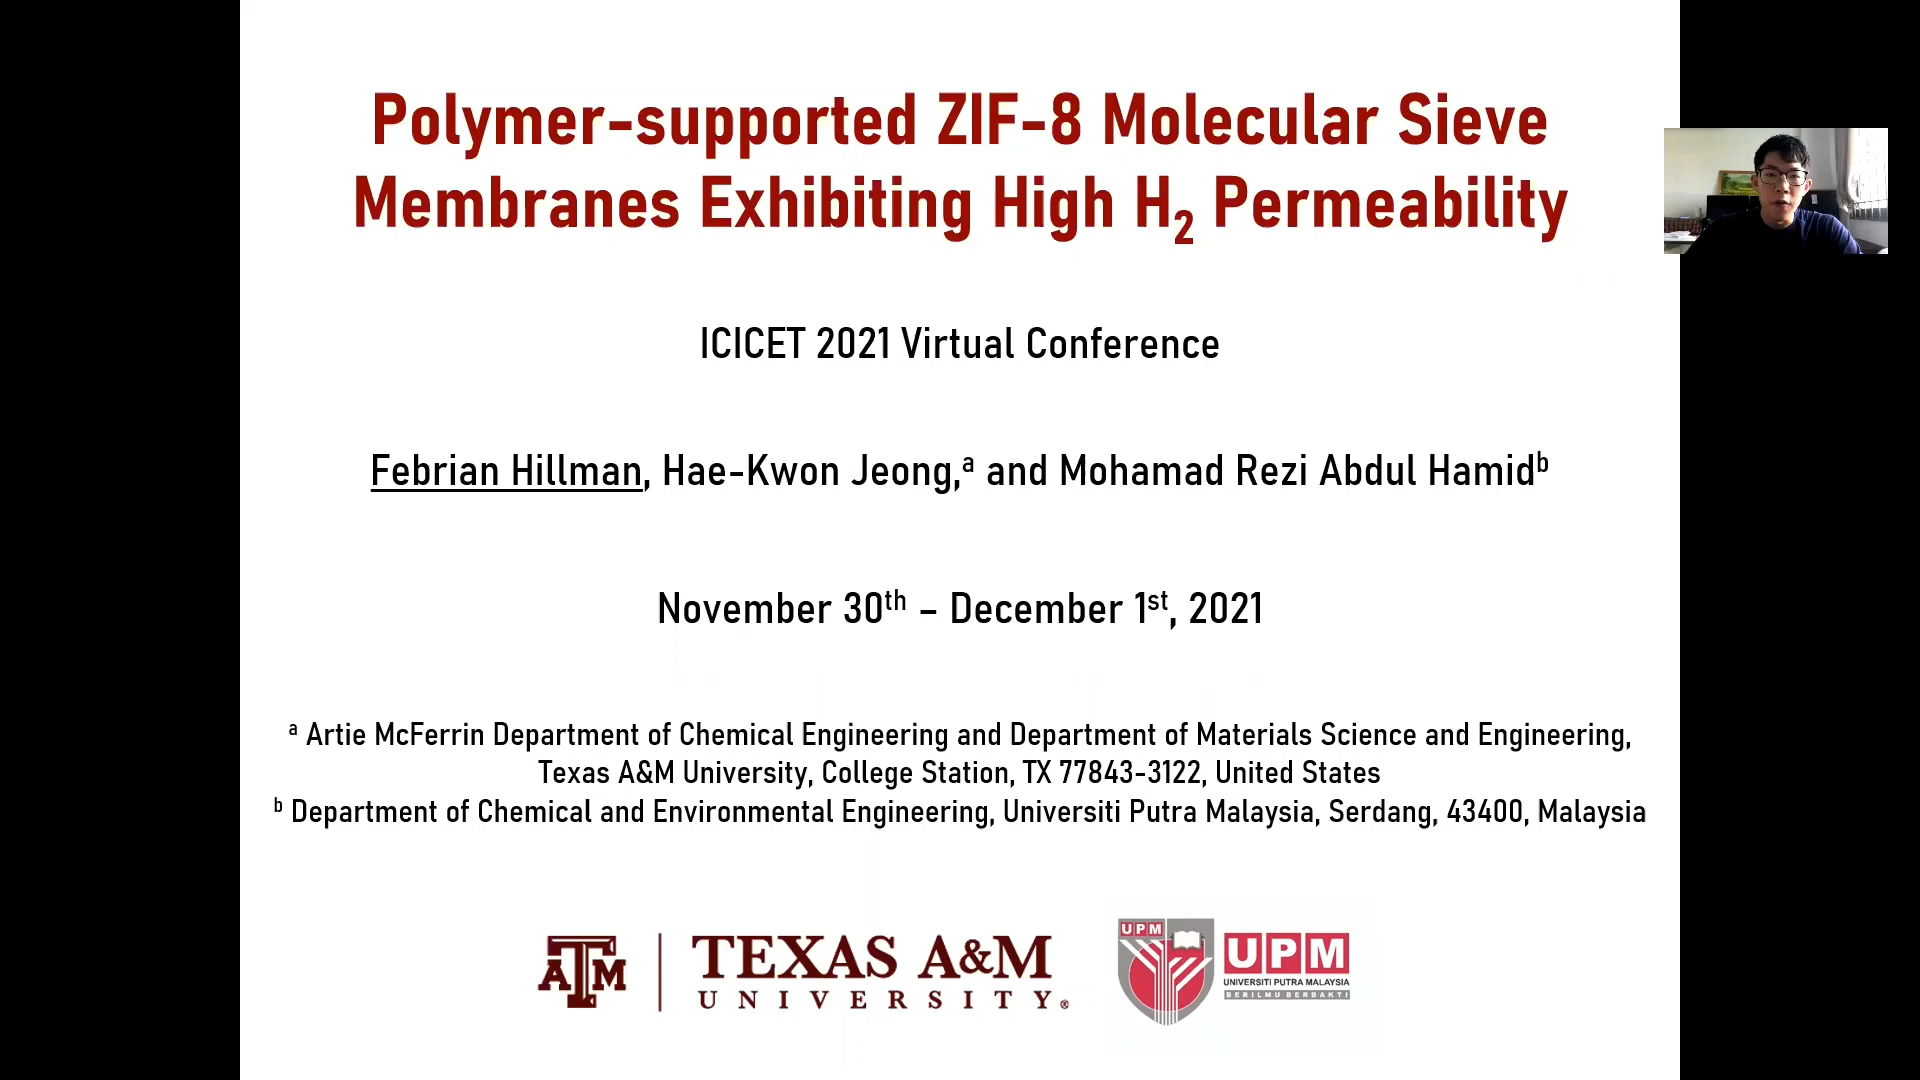 Polymer-supported ZIF-8 Molecular Sieve
Membranes Exhibiting High H₂ Permeability
ICICET 2021 Virtual Conference
Febrian Hillman, Hae-Kwon Jeong,ᵃ and Mohamad Rezi Abdul Hamidᵇ
November 30ᵗʰ – December 1ˢᵗ, 2021
ᵃ Artie McFerrin Department of Chemical Engineering and Department of Materials Science and Engineering,
Texas A&M University, College Station, TX 77843-3122, United States
ᵇ Department of Chemical and Environmental Engineering, Universiti Putra Malaysia, Serdang, 43400, Malaysia
ATM
TEXAS A&M
UNIVERSITY®
UPM
UPM
UNIVERSITI PUTRA MALAYSIA
BERILMU BERBAKTI